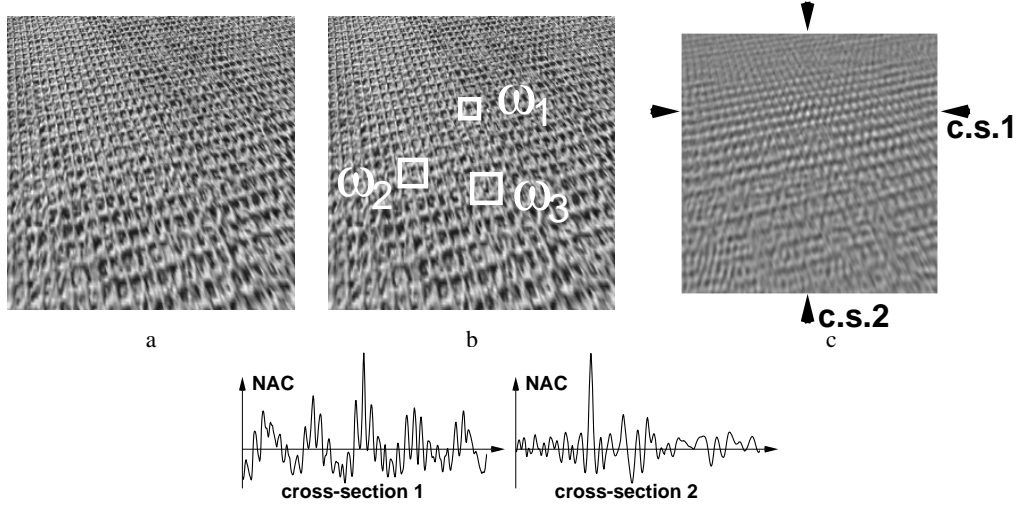 ω1
ω2
ω3
c.s.1
c.s.2
a
b
c
NAC
NAC
cross-section 1
cross-section 2